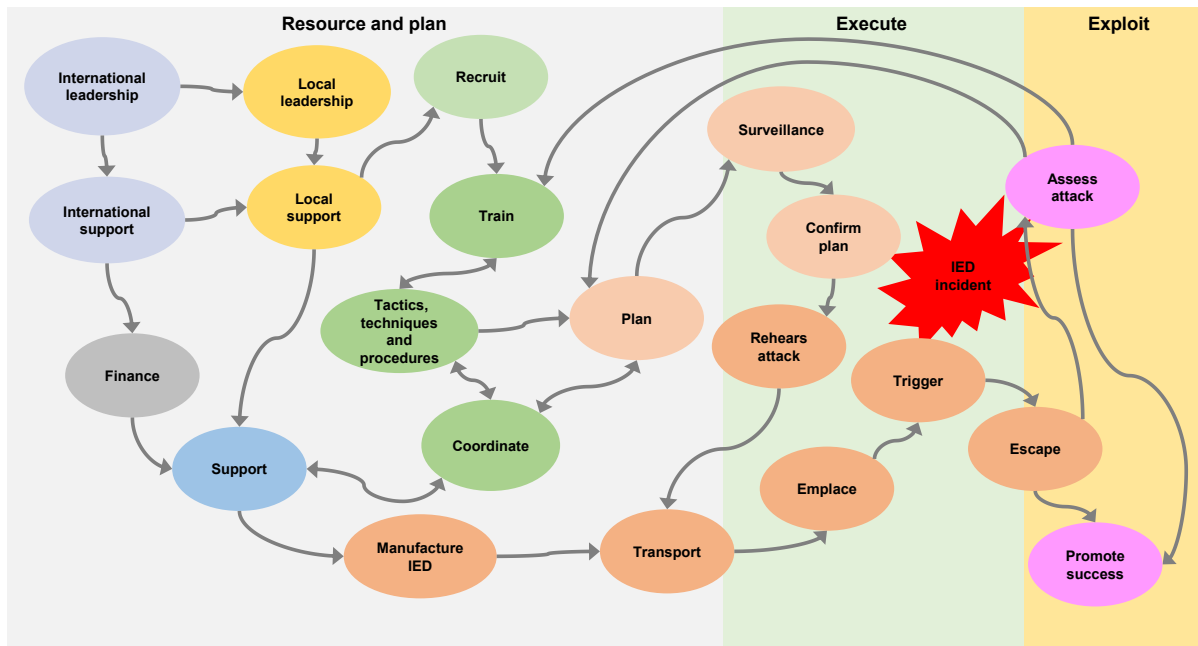 Resource and plan
Execute
Exploit
International
leadership
Local
leadership
Recruit
Surveillance
Assess
attack
International
support
Local
support
Train
Confirm
plan
IED
incident
Tactics,
techniques and
procedures
Plan
Rehears
attack
Finance
Trigger
Coordinate
Escape
Support
Emplace
Manufacture
IED
Transport
Promote
success